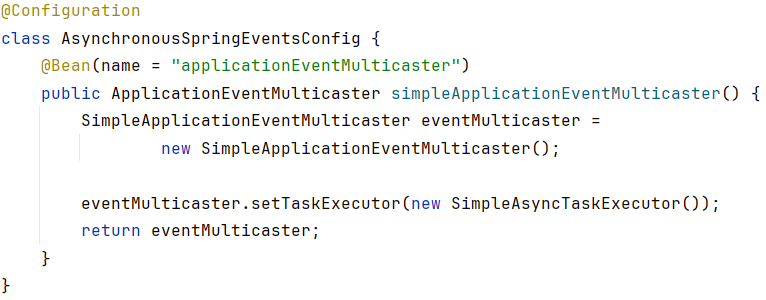 @Configuration
class AsynchronousSpringEventsConfig {
    @Bean(name = "applicationEventMulticaster")
    public ApplicationEventMulticaster simpleApplicationEventMulticaster() {
        SimpleApplicationEventMulticaster eventMulticaster =
                new SimpleApplicationEventMulticaster();

        eventMulticaster.setTaskExecutor(new SimpleAsyncTaskExecutor());
        return eventMulticaster;
    }
}